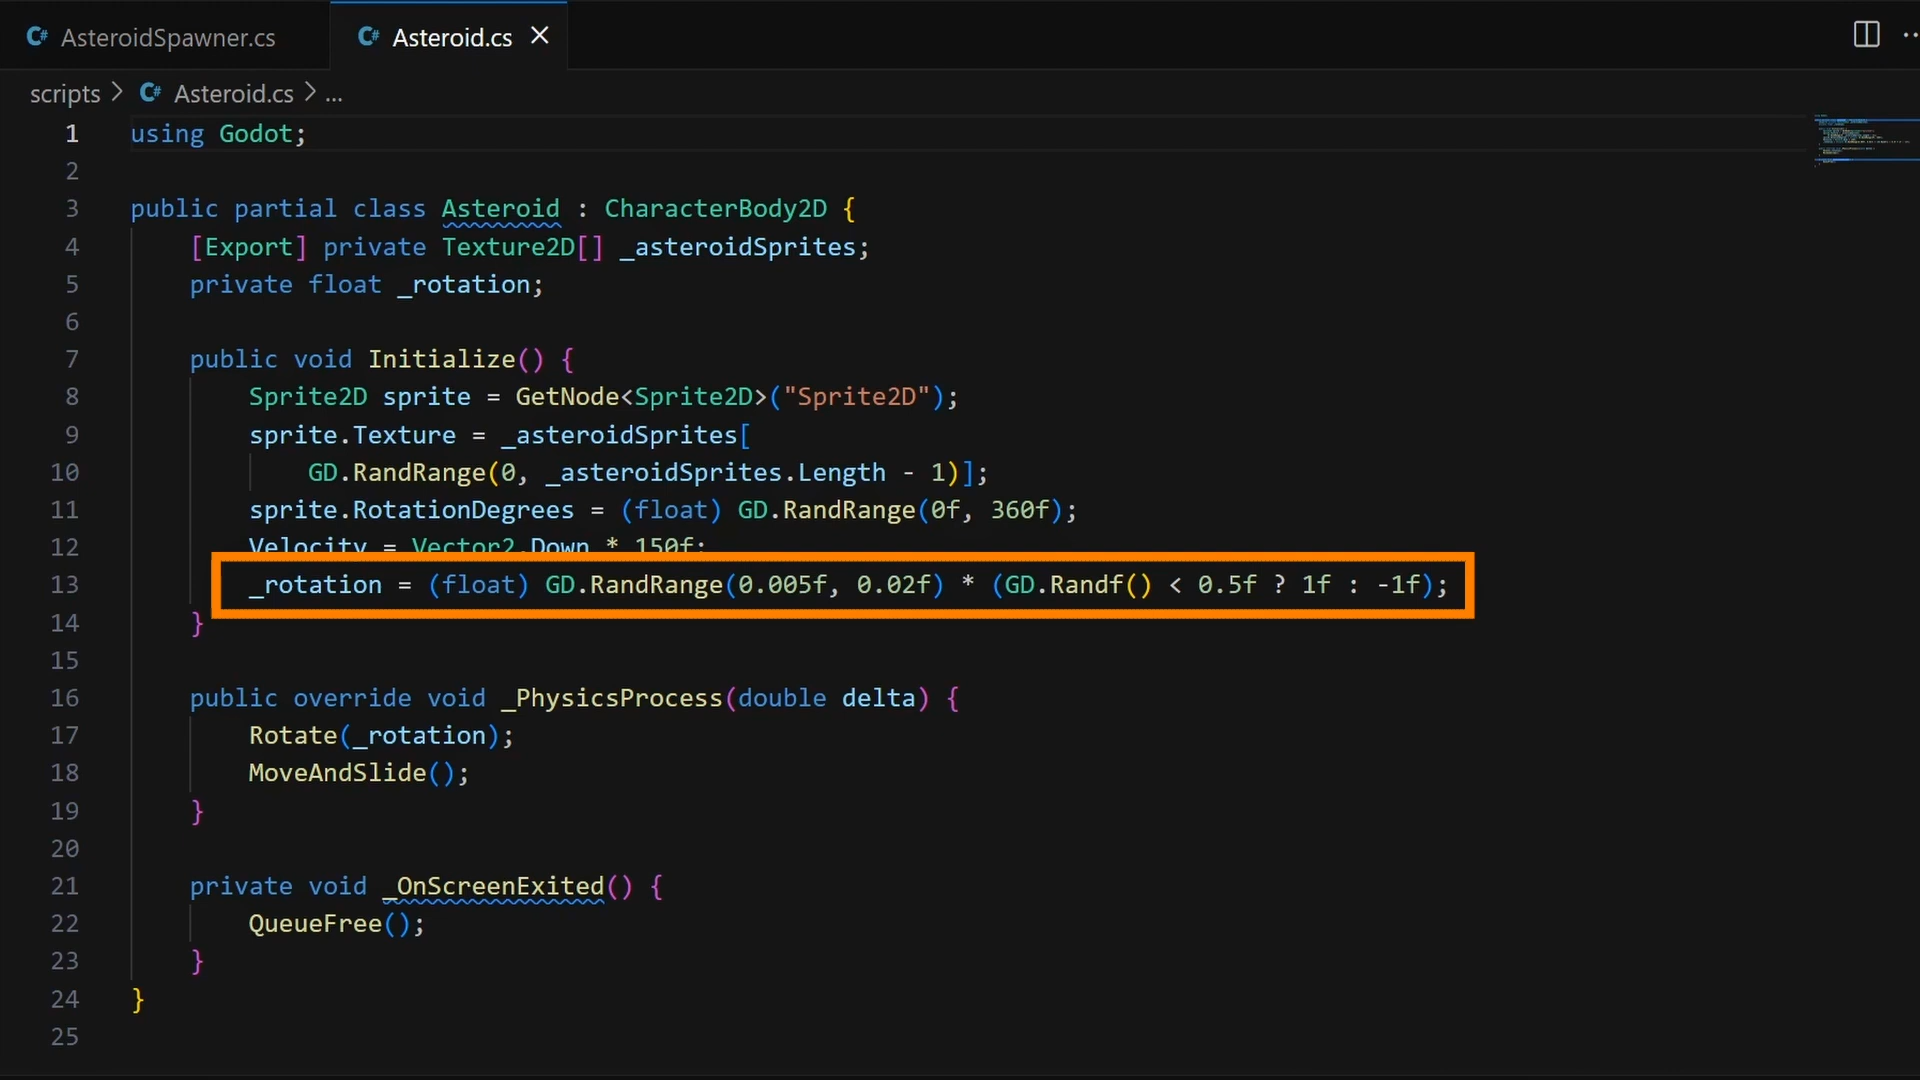 AsteroidSpawner.cs
Asteroid.cs
scripts > Asteroid.cs > ...
1 using Godot;
2
3 public partial class Asteroid : CharacterBody2D {
4 [Export] private Texture2D[] _asteroidSprites;
5 private float _rotation;
6
7 public void Initialize() {
8 Sprite2D sprite = GetNode<Sprite2D>("Sprite2D");
9 sprite.Texture = _asteroidSprites[
10 GD.RandRange(0, _asteroidSprites.Length - 1)];
11 sprite.RotationDegrees = (float) GD.RandRange(0f, 360f);
12 Velocity = Vector2.Down * 150f;
13 _rotation = (float) GD.RandRange(0.005f, 0.02f) * (GD.Randf() < 0.5f ? 1f : -1f);
14 }
15
16 public override void _PhysicsProcess(double delta) {
17 Rotate(_rotation);
18 MoveAndSlide();
19 }
20
21 private void _OnScreenExited() {
22 QueueFree();
23 }
24 }
25